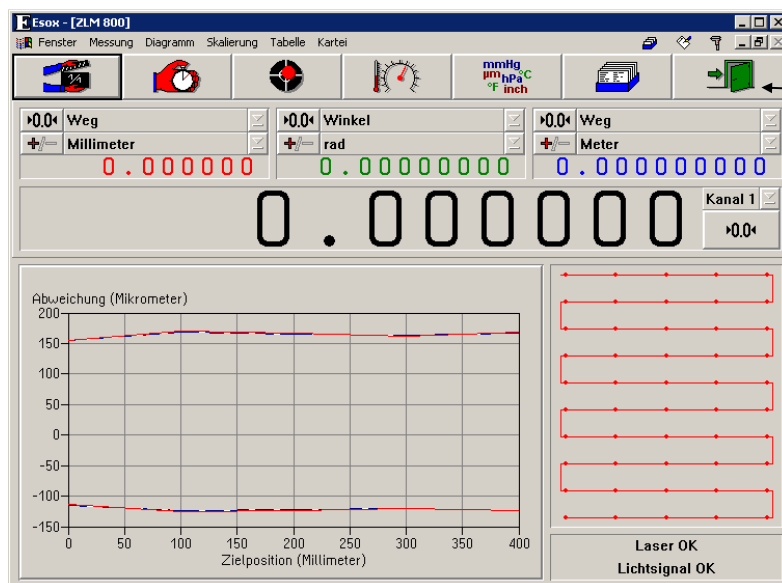 Esox - [ZLM 800]
Fenster Messung Diagramm Skalierung Tabelle Kartei
mmHg
µm hPa °C
°F inch
0.0 Weg
+/- Millimeter
0.000000
0.0 Winkel
+/- rad
0.00000000
0.0 Weg
+/- Meter
0.000000000
0.000000
Kanal 1
0.0
Abweichung (Mikrometer)
200
150
100
50
0
-50
-100
-150
0 50 100 150 200 250 300 350 400
Zielposition (Millimeter)
Laser OK
Lichtsignal OK